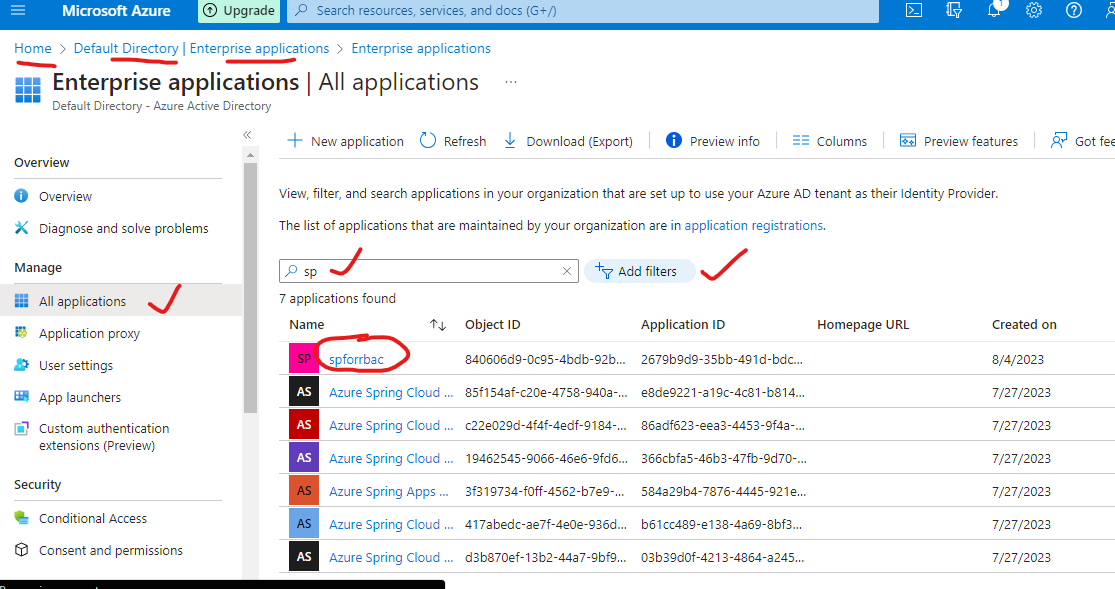 Microsoft Azure Upgrade Search resources, services, and docs (G+/) 1
Home > Default Directory | Enterprise applications > Enterprise applications
Enterprise applications | All applications ...
Default Directory - Azure Active Directory
New application Refresh Download (Export) Preview info Columns Preview features Got fee
Overview
Overview
Diagnose and solve problems
Manage
All applications
Application proxy
User settings
App launchers
Custom authentication
extensions (Preview)
Security
Conditional Access
Consent and permissions
View, filter, and search applications in your organization that are set up to use your Azure AD tenant as their Identity Provider.
The list of applications that are maintained by your organization are in application registrations.
sp Add filters
7 applications found
Name Object ID Application ID Homepage URL Created on
SP spforrbac 840606d9-0c95-4bdb-92b... 2679b9d9-35bb-491d-bdc... 8/4/2023
AS Azure Spring Cloud ... 85f154af-c20e-4758-940a-... e8de9221-a19c-4c81-b814... 7/27/2023
AS Azure Spring Cloud ... c22e029d-4f4f-4edf-9184-... 86adf623-eea3-4453-9f4a-... 7/27/2023
AS Azure Spring Cloud ... 19462545-9066-46e6-9fd6... 366cbfa5-46b3-47fb-9d70-... 7/27/2023
AS Azure Spring Apps ... 3f319734-f0ff-4562-b7e9-... 584a29b4-7876-4445-921e... 7/27/2023
AS Azure Spring Cloud ... 417abedc-ae7f-4e0e-936d... b61cc489-e138-4a69-8bf3... 7/27/2023
AS Azure Spring Cloud ... d3b870ef-13b2-44a7-9bf9... 03b39d0f-4213-4864-a245... 7/27/2023